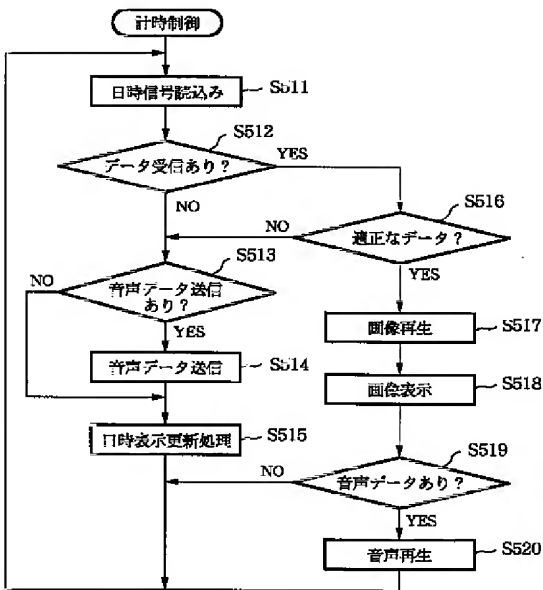 計時制御
日時信号読込み
S511
S512
データ受信あり?
YES
NO
S516
適正なデータ?
NO
YES
S513
音声データ送信
あり?
NO
YES
音声データ送信
S514
画像再生
S517
画像表示
S518
日時表示更新処理
S515
S519
音声データあり?
NO
YES
音声再生
S520